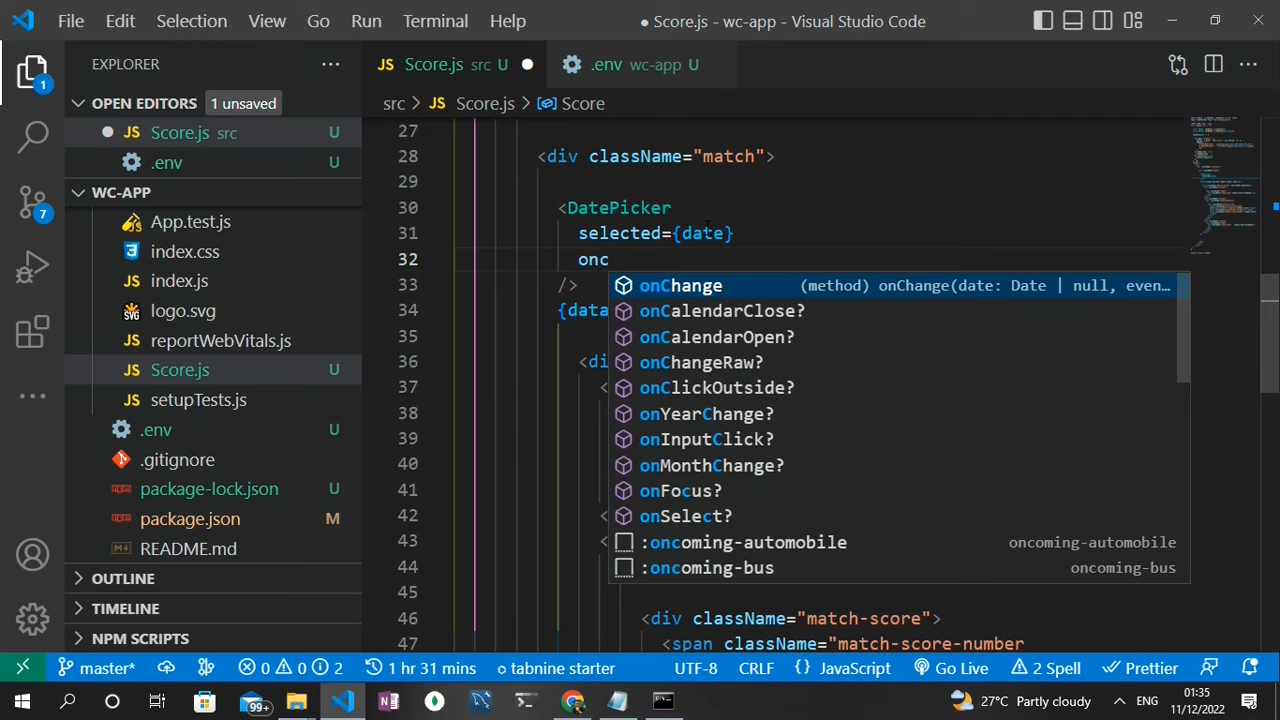 File Edit Selection View Go Run Terminal Help
● Score.js - wc-app - Visual Studio Code
EXPLORER
JS Score.js src U ●
.env wc-app U
OPEN EDITORS 1 unsaved
src > JS Score.js > Score
● JS Score.js src U
.env U
WC-APP
App.test.js
index.css
index.js
logo.svg
reportWebVitals.js
JS Score.js U
JS setupTests.js
.env U
.gitignore
package-lock.json U
package.json M
README.md
OUTLINE
TIMELINE
NPM SCRIPTS
1
7
27
28 <div className="match">
29
30 <DatePicker
31 selected={date}
32 onc
33 />
34 {data
35
36 <di
37 <
38
39
40
41
42 <
43 <
44
45
46 <div className="match-score">
47 <span className="match-score-number
onChange (method) onChange(date: Date | null, even…
onCalendarClose?
onCalendarOpen?
onChangeRaw?
onClickOutside?
onYearChange?
onInputClick?
onMonthChange?
onFocus?
onSelect?
:oncoming-automobile oncoming-automobile
:oncoming-bus oncoming-bus
master* 0 0 2 1 hr 31 mins tabnine starter UTF-8 CRLF {} JavaScript Go Live 2 Spell Prettier
99+ 27°C Partly cloudy ENG 01:35
11/12/2022